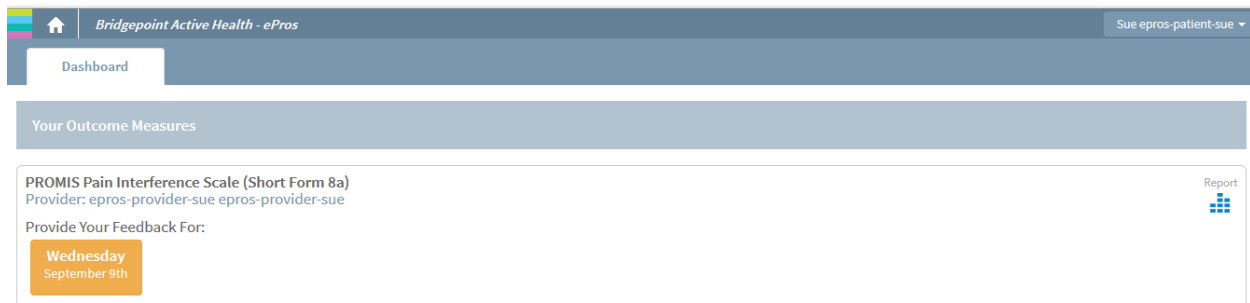 Bridgepoint Active Health - ePros
Sue epros-patient-sue
Dashboard
Your Outcome Measures
PROMIS Pain Interference Scale (Short Form 8a)
Report
Provider: epros-provider-sue epros-provider-sue
Provide Your Feedback For:
Wednesday
September 9th